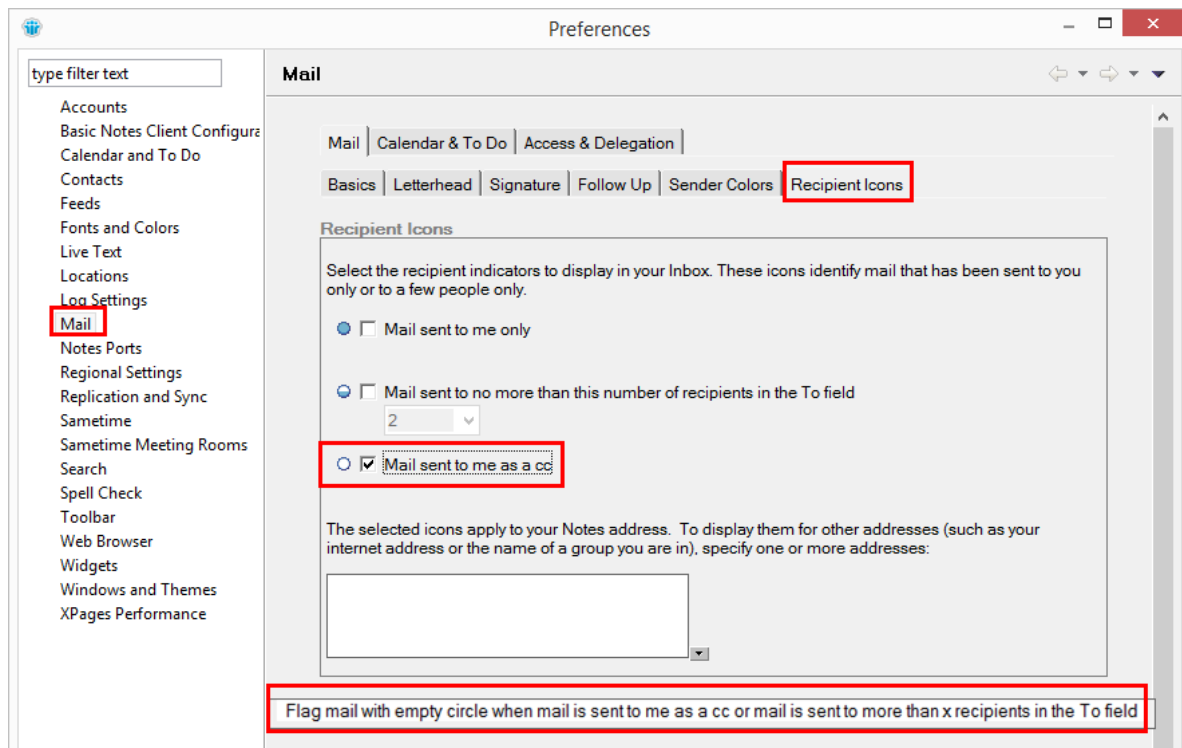 Preferences
type filter text
Mail
Accounts
Basic Notes Client Configura
Calendar and To Do
Contacts
Feeds
Fonts and Colors
Live Text
Locations
Log Settings
Mail
Notes Ports
Regional Settings
Replication and Sync
Sametime
Sametime Meeting Rooms
Search
Spell Check
Toolbar
Web Browser
Widgets
Windows and Themes
XPages Performance
Mail Calendar & To Do Access & Delegation
Basics Letterhead Signature Follow Up Sender Colors Recipient Icons
Recipient Icons
Select the recipient indicators to display in your Inbox. These icons identify mail that has been sent to you
only or to a few people only.
Mail sent to me only
Mail sent to no more than this number of recipients in the To field
2
Mail sent to me as a cc
The selected icons apply to your Notes address. To display them for other addresses (such as your
internet address or the name of a group you are in), specify one or more addresses:
Flag mail with empty circle when mail is sent to me as a cc or mail is sent to more than x recipients in the To field